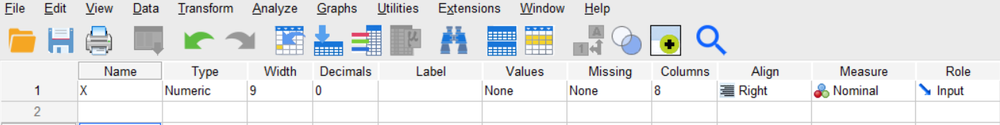 File Edit View Data Transform Analyze Graphs Utilities Extensions Window Help
μ A 1
Name Type Width Decimals Label Values Missing Columns Align Measure Role
1 X Numeric 9 0 None None 8 Right Nominal Input
2